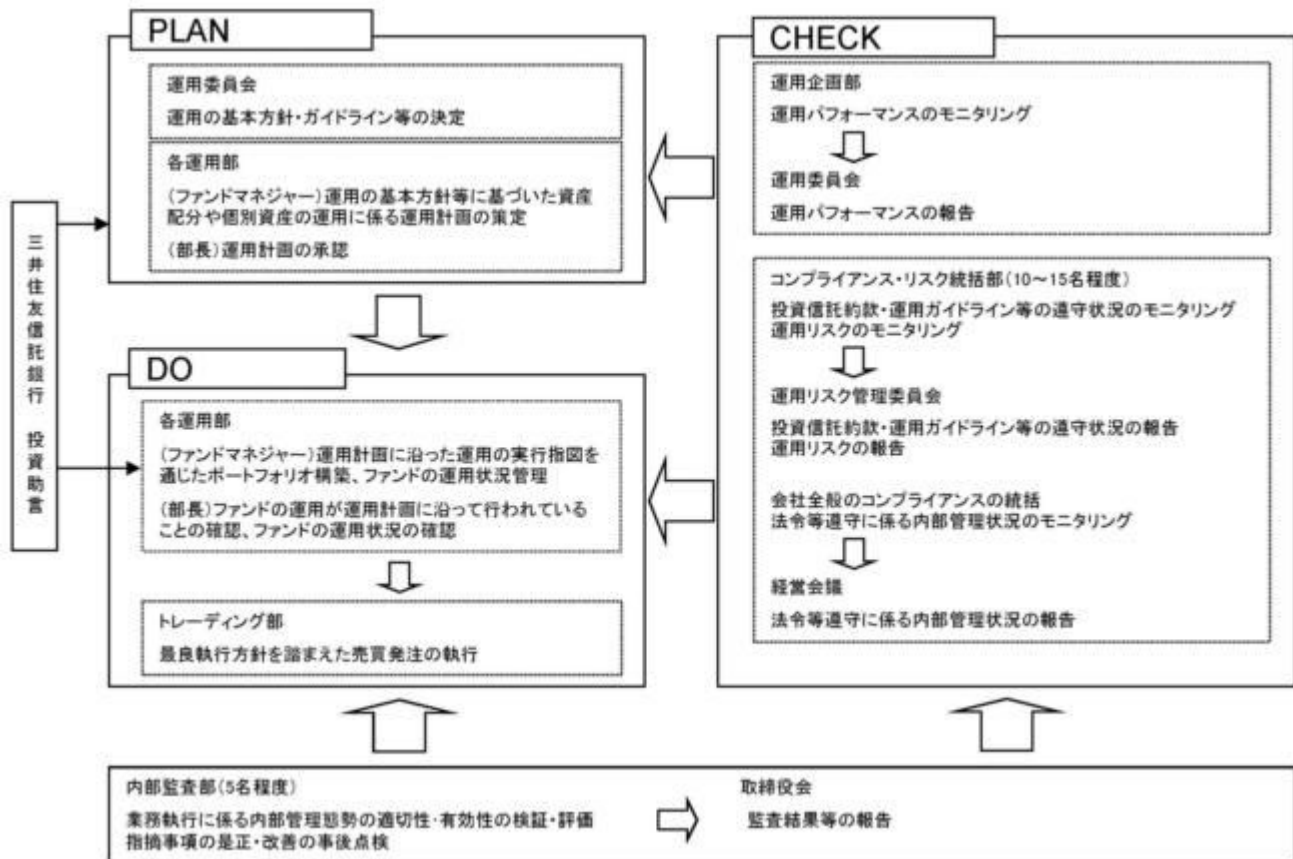 PLAN
運用委員会
運用の基本方針・ガイドライン等の決定
各運用部
(ファンドマネジャー)運用の基本方針等に基づいた資産
配分や個別資産の運用に係る運用計画の策定
(部長)運用計画の承認
三井住友信託銀行 投資助言
DO
各運用部
(ファンドマネジャー)運用計画に沿った運用の実行指図を
通じたポートフォリオ構築、ファンドの運用状況管理
(部長)ファンドの運用が運用計画に沿って行われている
ことの確認、ファンドの運用状況の確認
トレーディング部
最良執行方針を踏まえた売買発注の執行
CHECK
運用企画部
運用パフォーマンスのモニタリング
運用委員会
運用パフォーマンスの報告
コンプライアンス・リスク統括部(10～15名程度)
投資信託約款・運用ガイドライン等の遵守状況のモニタリング
運用リスクのモニタリング
運用リスク管理委員会
投資信託約款・運用ガイドライン等の遵守状況の報告
運用リスクの報告
会社全般のコンプライアンスの統括
法令等遵守に係る内部管理状況のモニタリング
経営会議
法令等遵守に係る内部管理状況の報告
内部監査部(5名程度)
業務執行に係る内部管理態勢の適切性・有効性の検証・評価
指摘事項の是正・改善の事後点検
取締役会
監査結果等の報告